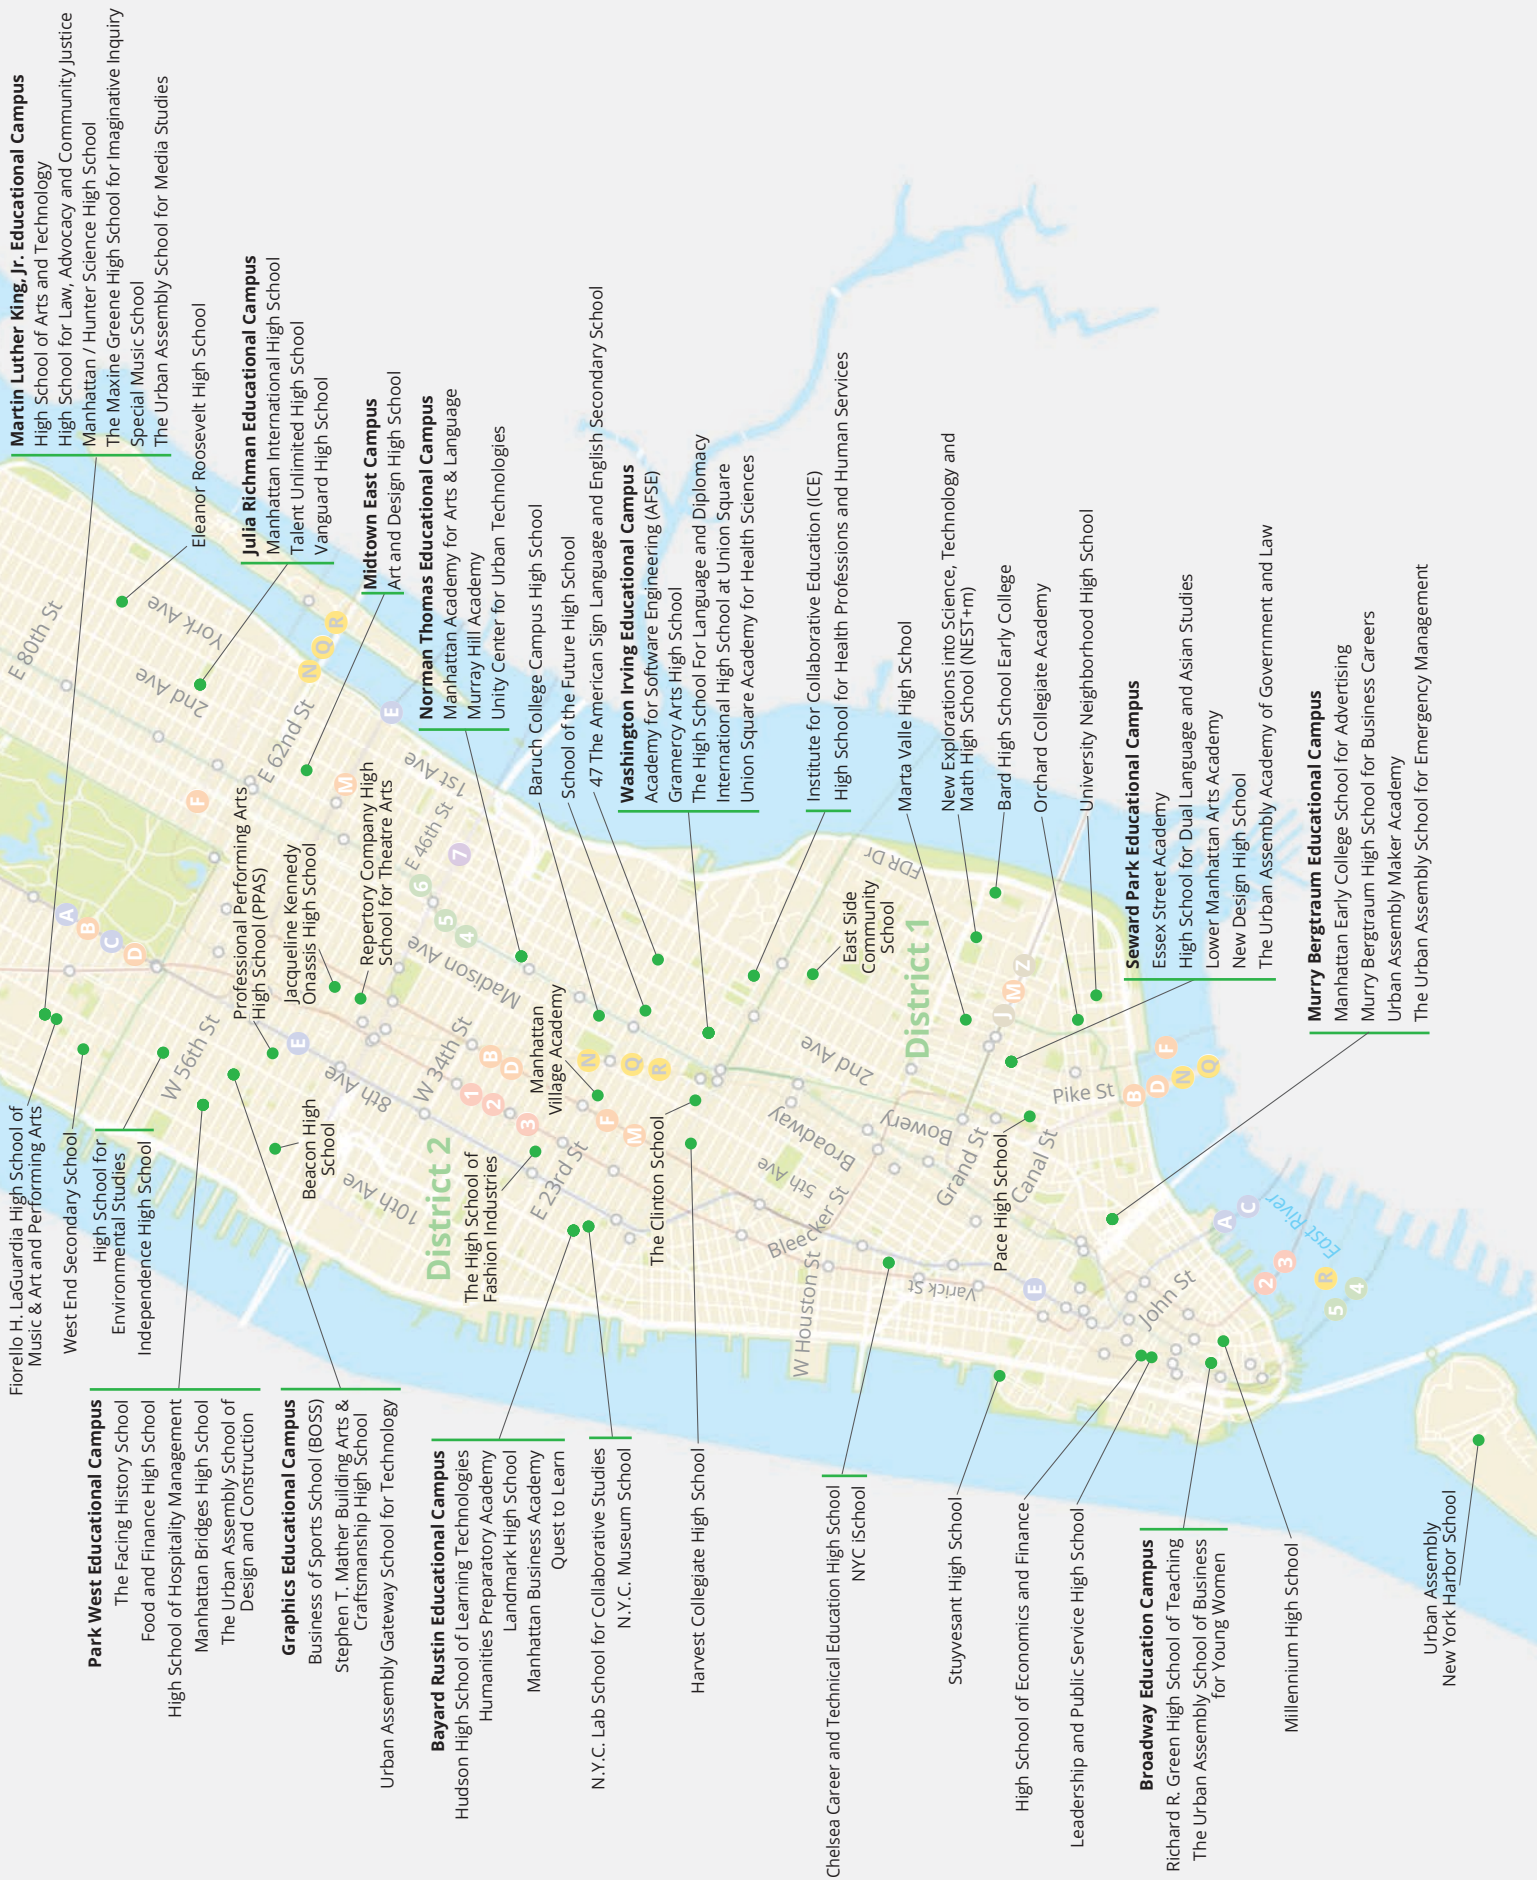 Fiorello H. LaGuardia High School of
Music & Art and Performing Arts
West End Secondary School
High School for
Environmental Studies
Independence High School
Park West Educational Campus
The Facing History School
Food and Finance High School
High School of Hospitality Management
Manhattan Bridges High School
The Urban Assembly School of
Design and Construction
Graphics Educational Campus
Business of Sports School (BOSS)
Stephen T. Mather Building Arts &
Craftsmanship High School
Urban Assembly Gateway School for Technology
Bayard Rustin Educational Campus
Hudson High School of Learning Technologies
Humanities Preparatory Academy
Landmark High School
Manhattan Business Academy
Quest to Learn
N.Y.C. Lab School for Collaborative Studies
N.Y.C. Museum School
Harvest Collegiate High School
Chelsea Career and Technical Education High School
NYC iSchool
Stuyvesant High School
High School of Economics and Finance
Leadership and Public Service High School
Broadway Education Campus
Richard R. Green High School of Teaching
The Urban Assembly School of Business
for Young Women
Millennium High School
Urban Assembly
New York Harbor School
Beacon High
School
The High School of
Fashion Industries
The Clinton School
Pace High School
Manhattan
Village Academy
Professional Performing Arts
High School (PPAS)
Jacqueline Kennedy
Onassis High School
Repertory Company High
School for Theatre Arts
East Side
Community
School
Martin Luther King, Jr. Educational Campus
High School of Arts and Technology
High School for Law, Advocacy and Community Justice
Manhattan / Hunter Science High School
The Maxine Greene High School for Imaginative Inquiry
Special Music School
The Urban Assembly School for Media Studies
Eleanor Roosevelt High School
Julia Richman Educational Campus
Manhattan International High School
Talent Unlimited High School
Vanguard High School
Midtown East Campus
Art and Design High School
Norman Thomas Educational Campus
Manhattan Academy for Arts & Language
Murray Hill Academy
Unity Center for Urban Technologies
Baruch College Campus High School
School of the Future High School
47 The American Sign Language and English Secondary School
Washington Irving Educational Campus
Academy for Software Engineering (AFSE)
Gramercy Arts High School
The High School For Language and Diplomacy
International High School at Union Square
Union Square Academy for Health Sciences
Institute for Collaborative Education (ICE)
High School for Health Professions and Human Services
Marta Valle High School
New Explorations into Science, Technology and
Math High School (NEST+m)
Bard High School Early College
Orchard Collegiate Academy
University Neighborhood High School
Seward Park Educational Campus
Essex Street Academy
High School for Dual Language and Asian Studies
Lower Manhattan Arts Academy
New Design High School
The Urban Assembly Academy of Government and Law
Murry Bergtraum Educational Campus
Manhattan Early College School for Advertising
Murry Bergtraum High School for Business Careers
Urban Assembly Maker Academy
The Urban Assembly School for Emergency Management
District 2
District 1
E 80th St
York Ave
2nd Ave
E 62nd St
1st Ave
E 46th St
Madison Ave
W 56th St
8th Ave
W 34th St
10th Ave
E 23rd St
5th Ave
Broadway
2nd Ave
FDR Dr
Bleecker St
W Houston St
Varick St
Bowery
Grand St
Canal St
Pike St
John St
East River
A
B
C
D
F
N
Q
R
E
M
7
6
5
4
E
B
D
1
2
3
N
Q
R
F
M
J
M
Z
F
B
D
N
Q
E
A
C
2
3
R
5
4